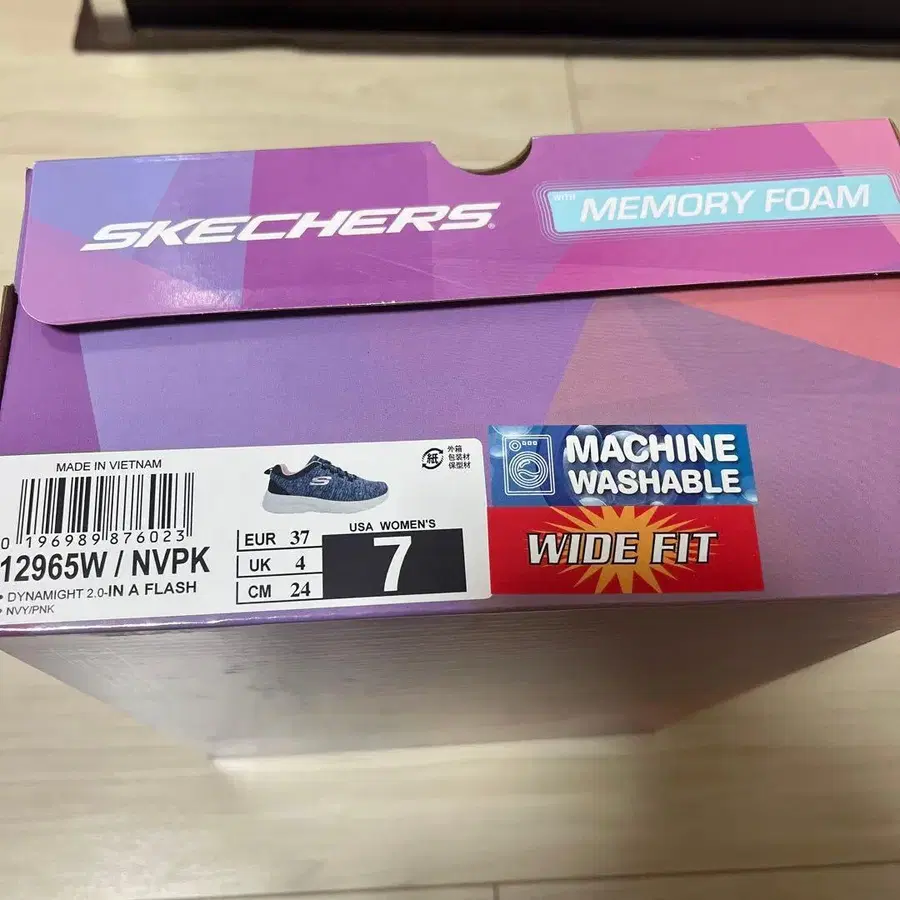 SKECHERS
WITH MEMORY FOAM
MADE IN VIETNAM
0 196989 876023
12965W / NVPK
• DYNAMIGHT 2.0-IN A FLASH
• NVY/PNK
S
紙
外箱
包装材
保型材
EUR 37
UK 4
CM 24
USA WOMEN'S
7
MACHINE
WASHABLE
WIDE FIT